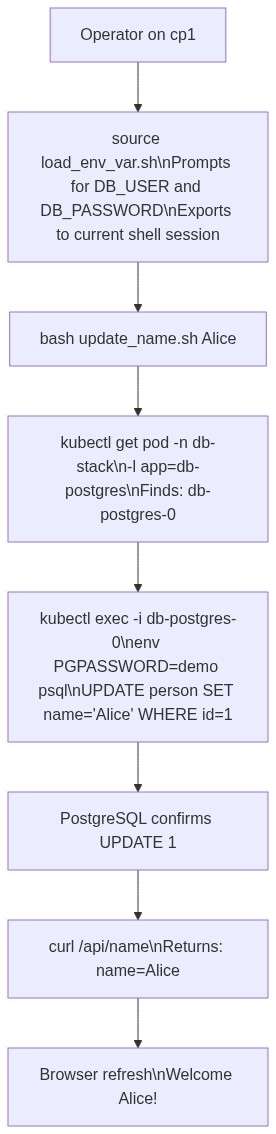 Operator on cp1
source
load_env_var.sh\nPrompts
for DB_USER and
DB_PASSWORD\nExports
to current shell session
bash update_name.sh Alice
kubectl get pod -n db-
stack\n-l app=db-
postgres\nFinds: db-
postgres-0
kubectl exec -i db-postgres-
0\nenv
PGPASSWORD=demo
psql\nUPDATE person SET
name='Alice' WHERE id=1
PostgreSQL confirms
UPDATE 1
curl /api/name\nReturns:
name=Alice
Browser refresh\nWelcome
Alice!